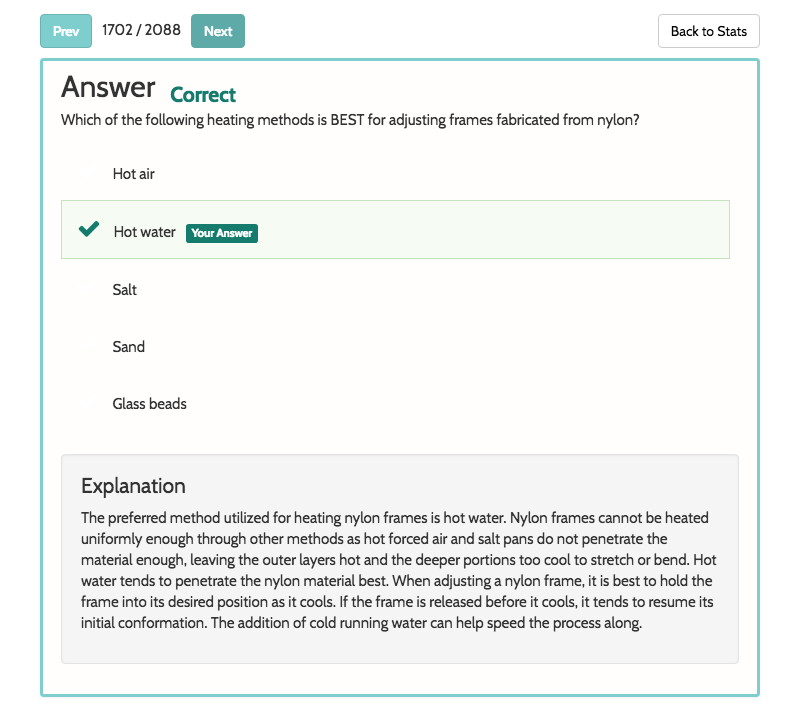 Prev 1702 / 2088 Next Back to Stats
Answer Correct
Which of the following heating methods is BEST for adjusting frames fabricated from nylon?
Hot air
Hot water Your Answer
Salt
Sand
Glass beads
Explanation
The preferred method utilized for heating nylon frames is hot water. Nylon frames cannot be heated
uniformly enough through other methods as hot forced air and salt pans do not penetrate the
material enough, leaving the outer layers hot and the deeper portions too cool to stretch or bend. Hot
water tends to penetrate the nylon material best. When adjusting a nylon frame, it is best to hold the
frame into its desired position as it cools. If the frame is released before it cools, it tends to resume its
initial conformation. The addition of cold running water can help speed the process along.